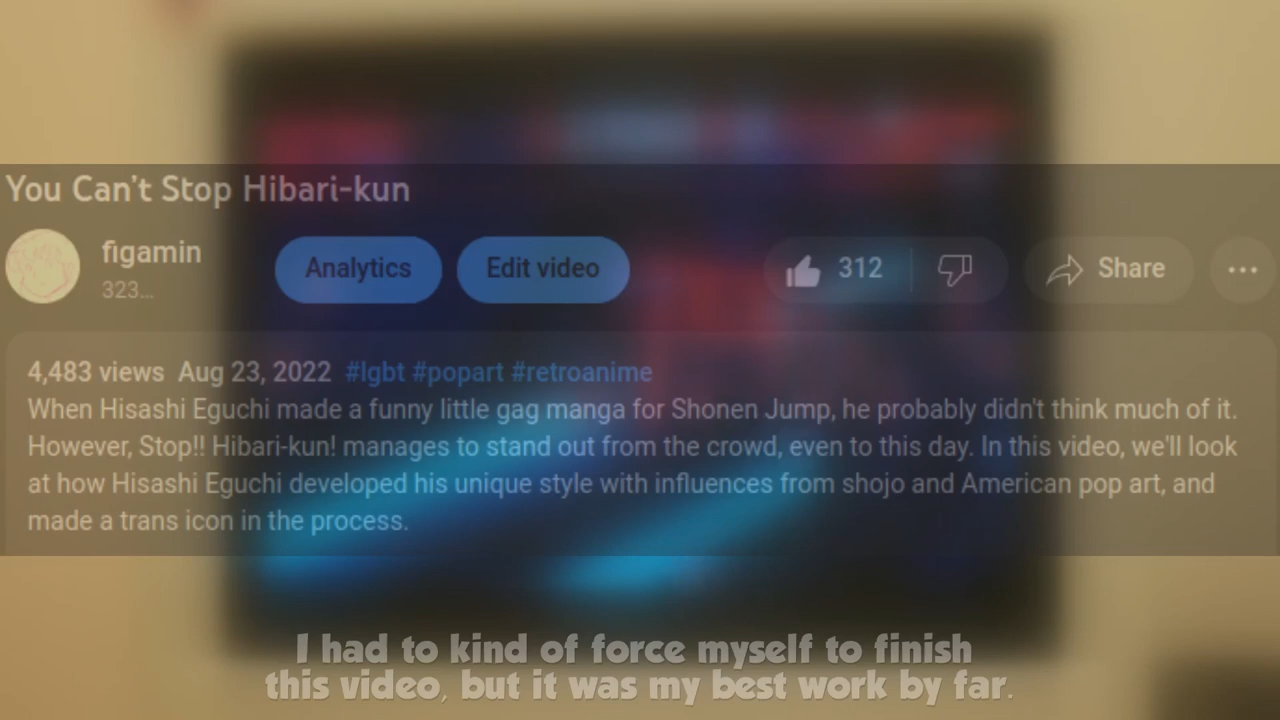 You Can't Stop Hibari-kun
figamin
323...
Analytics
Edit video
312
Share
4,483 views Aug 23, 2022 #lgbt #popart #retroanime
When Hisashi Eguchi made a funny little gag manga for Shonen Jump, he probably didn't think much of it.
However, Stop!! Hibari-kun! manages to stand out from the crowd, even to this day. In this video, we'll look
at how Hisashi Eguchi developed his unique style with influences from shojo and American pop art, and
made a trans icon in the process.
I had to kind of force myself to finish
this video, but it was my best work by far.